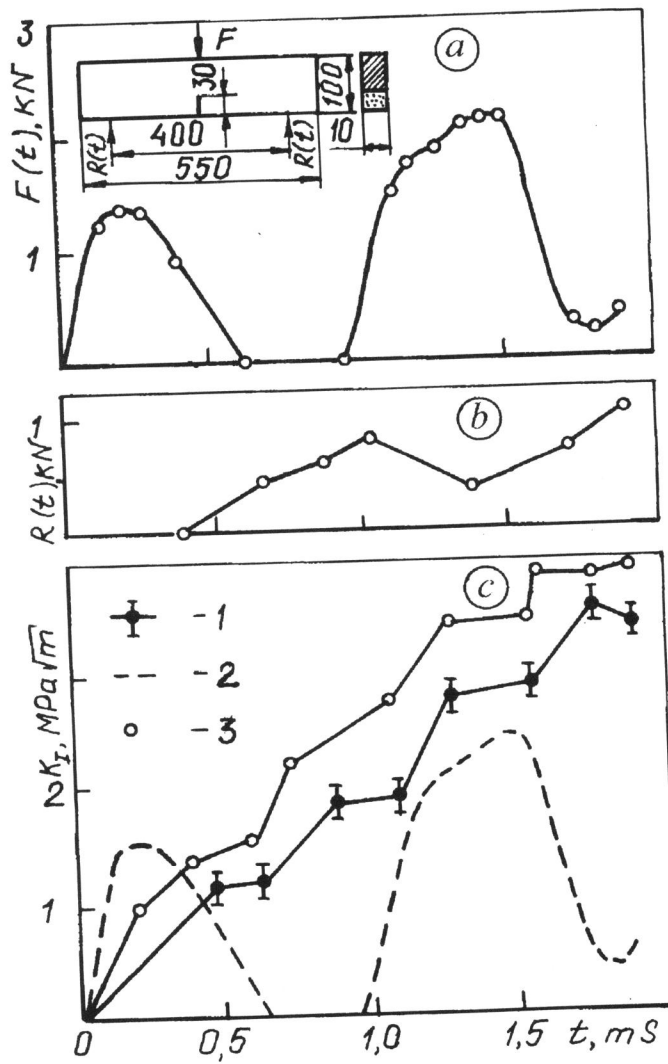 3
F(t), KN
1
F
30
100
10
400
550
R(t)
R(t)
a
R(t) KN
1
b
K_I, MPa√m
2
1
- 1
- 2
- 3
c
0
0,5
1,0
1,5
t, mS